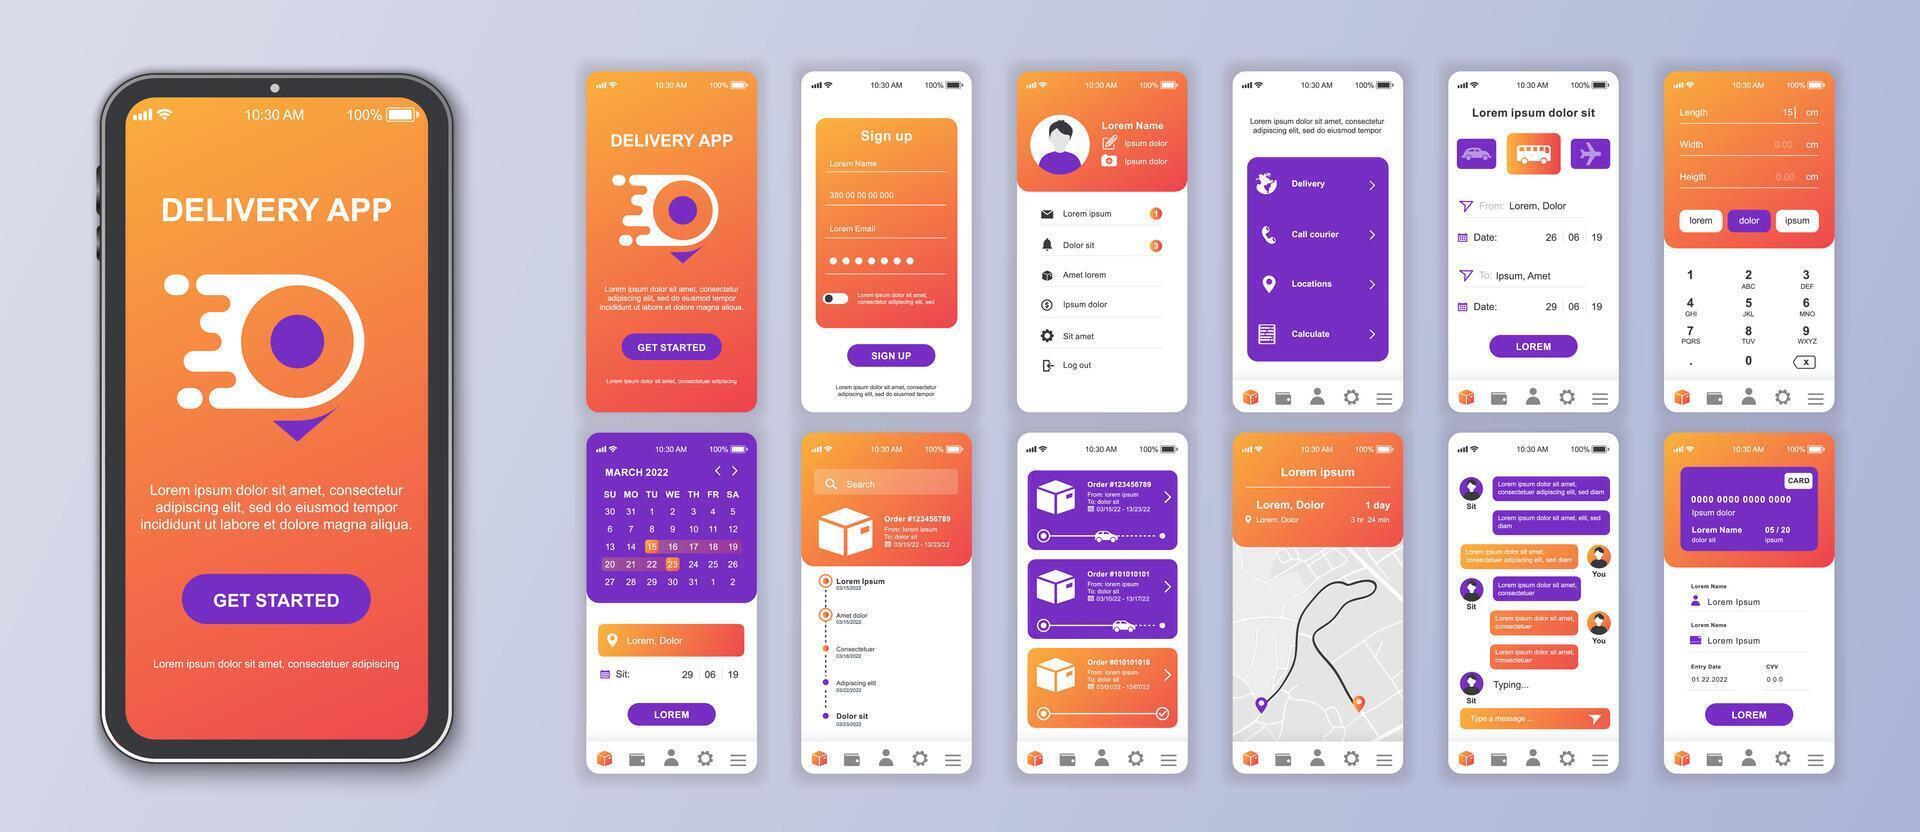 10:30 AM 100%
DELIVERY APP
Lorem ipsum dolor sit amet, consectetur
adipiscing elit, sed do eiusmod tempor
incididunt ut labore et dolore magna aliqua.
GET STARTED
Lorem ipsum dolor sit amet, consectetuer adipiscing
10:30 AM 100%
DELIVERY APP
Lorem ipsum dolor sit amet, consectetur
adipiscing elit, sed do eiusmod tempor
incididunt ut labore et dolore magna aliqua.
GET STARTED
Lorem ipsum dolor sit amet, consectetuer adipiscing
10:30 AM 100%
Sign up
Lorem Name
380 00 00 00 000
Lorem Email
Lorem ipsum dolor sit amet,
consectetur adipiscing elit, sed
SIGN UP
Lorem ipsum dolor sit amet, consectetur
adipiscing elit, sed do eiusmod tempor
10:30 AM 100%
Lorem Name
Ipsum dolor
Ipsum dolor
Lorem ipsum 1
Dolor sit 3
Amet lorem
Ipsum dolor
Sit amet
Log out
10:30 AM 100%
Lorem ipsum dolor sit amet, consectetur
adipiscing elit, sed do eiusmod tempor
Delivery
Call courier
Locations
Calculate
10:30 AM 100%
Lorem ipsum dolor sit
From: Lorem, Dolor
Date: 26 06 19
To: Ipsum, Amet
Date: 29 06 19
LOREM
10:30 AM 100%
Length 15 cm
Width 0.00 cm
Heigth 0.00 cm
lorem dolor ipsum
1 2 3
ABC DEF
4 5 6
GHI JKL MNO
7 8 9
PQRS TUV WXYZ
. 0 x
10:30 AM 100%
MARCH 2022
SU MO TU WE TH FR SA
30 31 1 2 3 4 5
6 7 8 9 10 11 12
13 14 15 16 17 18 19
20 21 22 23 24 25 26
27 28 29 30 31 1 2
Lorem, Dolor
Sit: 29 06 19
LOREM
10:30 AM 100%
Search
Order #123456789
From: lorem ipsum
To: dolor sit
03/15/22 - 13/23/22
Lorem Ipsum
03/15/2022
Amet dolor
03/15/2022
Consectetuer
03/16/2022
Adipiscing elit
03/22/2022
Dolor sit
03/23/2022
10:30 AM 100%
Order #123456789
From: lorem ipsum
To: dolor sit
03/15/22 - 13/23/22
Order #101010101
From: lorem ipsum
To: dolor sit
03/10/22 - 13/17/22
Order #010101010
From: lorem ipsum
To: dolor sit
03/01/22 - 13/07/22
10:30 AM 100%
Lorem ipsum
Lorem, Dolor 1 day
Lorem, Dolor 3 hr 24 min
10:30 AM 100%
Lorem ipsum dolor sit amet,
consectetuer adipiscing elit, sed diam
Sit
Lorem ipsum dolor sit amet, elit, sed
diam
Lorem ipsum dolor sit amet,
consectetuer adipiscing elit, sed diam
You
Lorem ipsum dolor sit amet,
consectetuer
Sit
Lorem ipsum dolor sit amet,
consectetuer
You
Lorem ipsum dolor sit amet,
consectetuer
Typing...
Sit
Type a message ...
10:30 AM 100%
CARD
0000 0000 0000 0000
Ipsum dolor
Lorem Name 05 / 20
dolor sit ipsum
Lorem Name
Lorem Ipsum
Lorem Name
Lorem Ipsum
Entry Date CVV
01.22.2022 0 0 0
LOREM